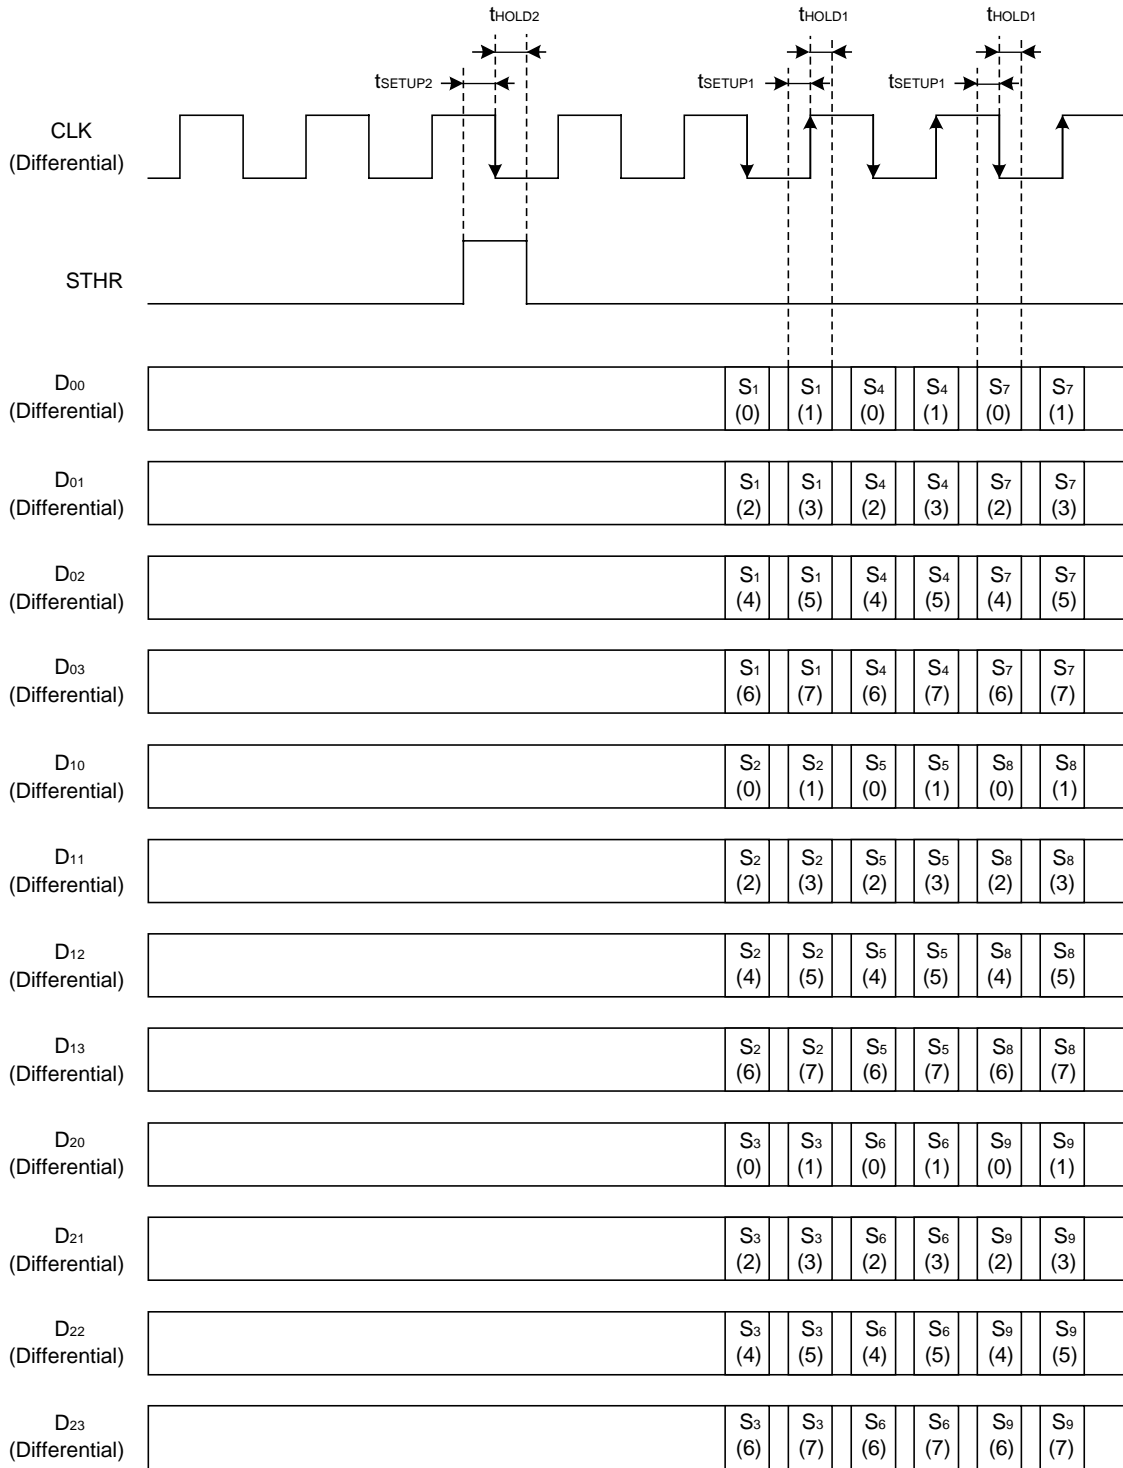 tHOLD2 tHOLD1 tHOLD1
tSETUP2 tSETUP1 tSETUP1
CLK
(Differential)
STHR
D00
(Differential)
S1 S1 S4 S4 S7 S7
(0) (1) (0) (1) (0) (1)
D01
(Differential)
S1 S1 S4 S4 S7 S7
(2) (3) (2) (3) (2) (3)
D02
(Differential)
S1 S1 S4 S4 S7 S7
(4) (5) (4) (5) (4) (5)
D03
(Differential)
S1 S1 S4 S4 S7 S7
(6) (7) (6) (7) (6) (7)
D10
(Differential)
S2 S2 S5 S5 S8 S8
(0) (1) (0) (1) (0) (1)
D11
(Differential)
S2 S2 S5 S5 S8 S8
(2) (3) (2) (3) (2) (3)
D12
(Differential)
S2 S2 S5 S5 S8 S8
(4) (5) (4) (5) (4) (5)
D13
(Differential)
S2 S2 S5 S5 S8 S8
(6) (7) (6) (7) (6) (7)
D20
(Differential)
S3 S3 S6 S6 S9 S9
(0) (1) (0) (1) (0) (1)
D21
(Differential)
S3 S3 S6 S6 S9 S9
(2) (3) (2) (3) (2) (3)
D22
(Differential)
S3 S3 S6 S6 S9 S9
(4) (5) (4) (5) (4) (5)
D23
(Differential)
S3 S3 S6 S6 S9 S9
(6) (7) (6) (7) (6) (7)